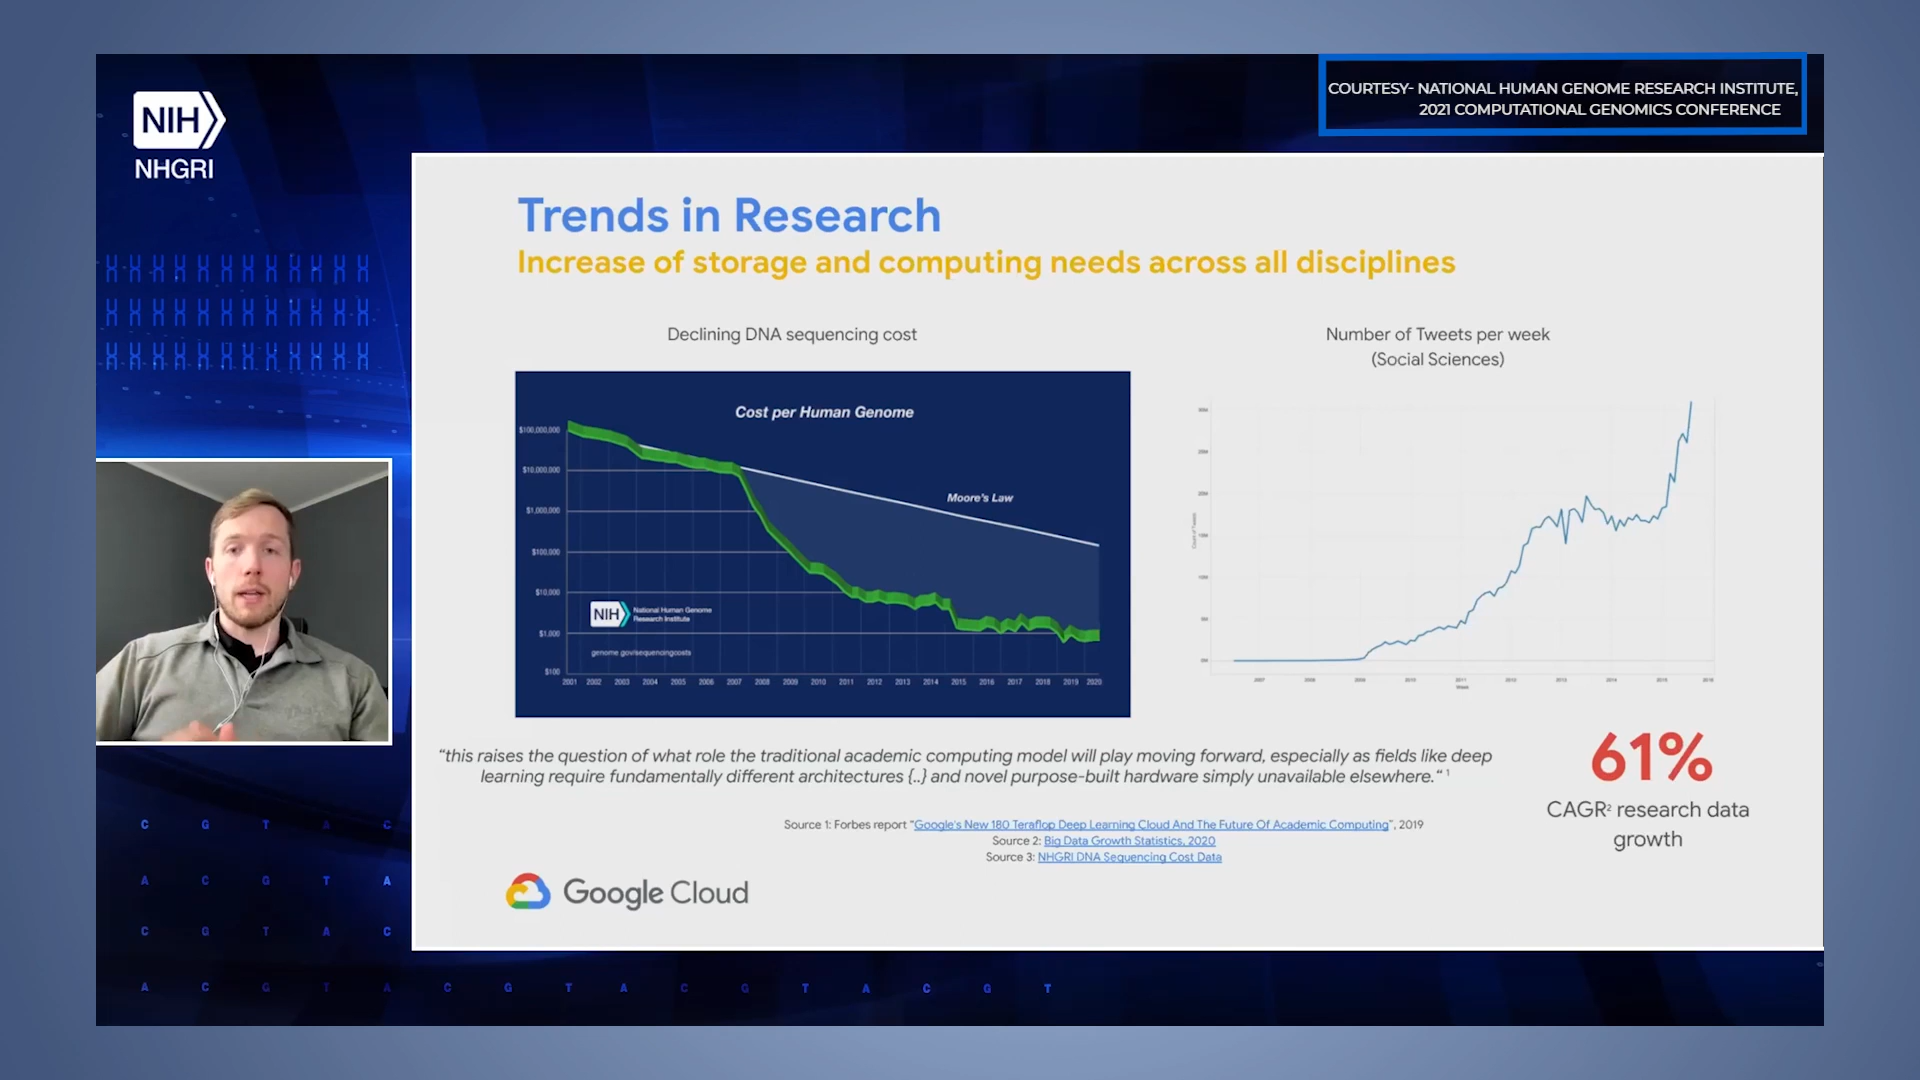 COURTESY- NATIONAL HUMAN GENOME RESEARCH INSTITUTE,
2021 COMPUTATIONAL GENOMICS CONFERENCE
NIH
NHGRI
Trends in Research
Increase of storage and computing needs across all disciplines
Declining DNA sequencing cost
Cost per Human Genome
$100,000,000
$10,000,000
$1,000,000
$100,000
$10,000
$1,000
$100
Moore's Law
NIH
National Human Genome
Research Institute
genome.gov/sequencingcosts
2001 2002 2003 2004 2005 2006 2007 2008 2009 2010 2011 2012 2013 2014 2015 2016 2017 2018 2019 2020
Number of Tweets per week
(Social Sciences)
“this raises the question of what role the traditional academic computing model will play moving forward, especially as fields like deep
learning require fundamentally different architectures {..} and novel purpose-built hardware simply unavailable elsewhere.“ 1
61%
CAGR² research data
growth
Source 1: Forbes report “Google's New 180 Teraflop Deep Learning Cloud And The Future Of Academic Computing”, 2019
Source 2: Big Data Growth Statistics, 2020
Source 3: NHGRI DNA Sequencing Cost Data
Google Cloud
C G T A C
A C G T A
C G T A C
A C G T A C G T A C G T A C G T